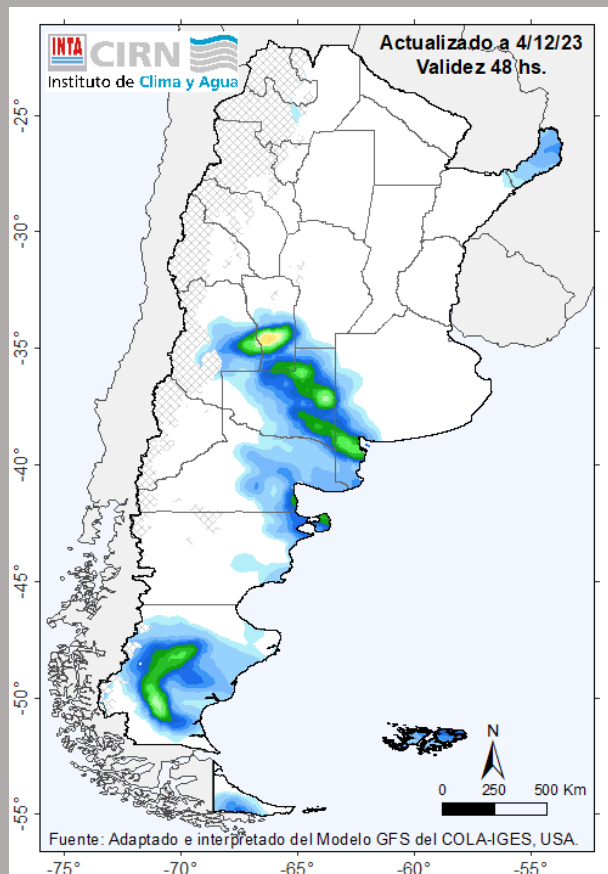 INTA CIRN
Instituto de Clima y Agua
Actualizado a 4/12/23
Validez 48 hs.
-25°
-30°
-35°
-40°
-45°
-50°
-55°
N
0 250 500 Km
Fuente: Adaptado e interpretado del Modelo GFS del COLA-IGES, USA.
-75° -70° -65° -60° -55°